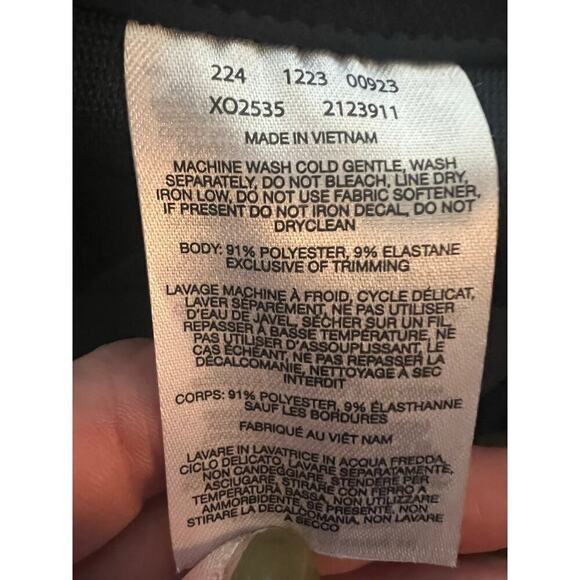 224 1223 00923
XO2535 2123911
MADE IN VIETNAM
MACHINE WASH COLD GENTLE, WASH
SEPARATELY, DO NOT BLEACH, LINE DRY,
IRON LOW, DO NOT USE FABRIC SOFTENER,
IF PRESENT DO NOT IRON DECAL, DO NOT
DRYCLEAN
BODY: 91% POLYESTER, 9% ELASTANE
EXCLUSIVE OF TRIMMING
LAVAGE MACHINE À FROID, CYCLE DÉLICAT,
LAVER SÉPARÉMENT, NE PAS UTILISER
D'EAU DE JAVEL, SÉCHER SUR UN FIL,
REPASSER À BASSE TEMPÉRATURE, NE
PAS UTILISER D'ASSOUPLISSANT, LE
CAS ÉCHÉANT, NE PAS REPASSER LA
DÉCALCOMANIE, NETTOYAGE À SEC
INTERDIT
CORPS: 91% POLYESTER, 9% ÉLASTHANNE
SAUF LES BORDURES
FABRIQUÉ AU VIÊT NAM
LAVARE IN LAVATRICE IN ACQUA FREDDA,
CICLO DELICATO, LAVARE SEPARATAMENTE,
NON CANDEGGIARE, STENDERE PER
ASCIUGARE, STIRARE CON FERRO A
TEMPERATURA BASSA, NON UTILIZZARE
AMMORBIDENTE, SE PRESENTE, NON
STIRARE LA DECALCOMANIA, NON LAVARE
A SECCO